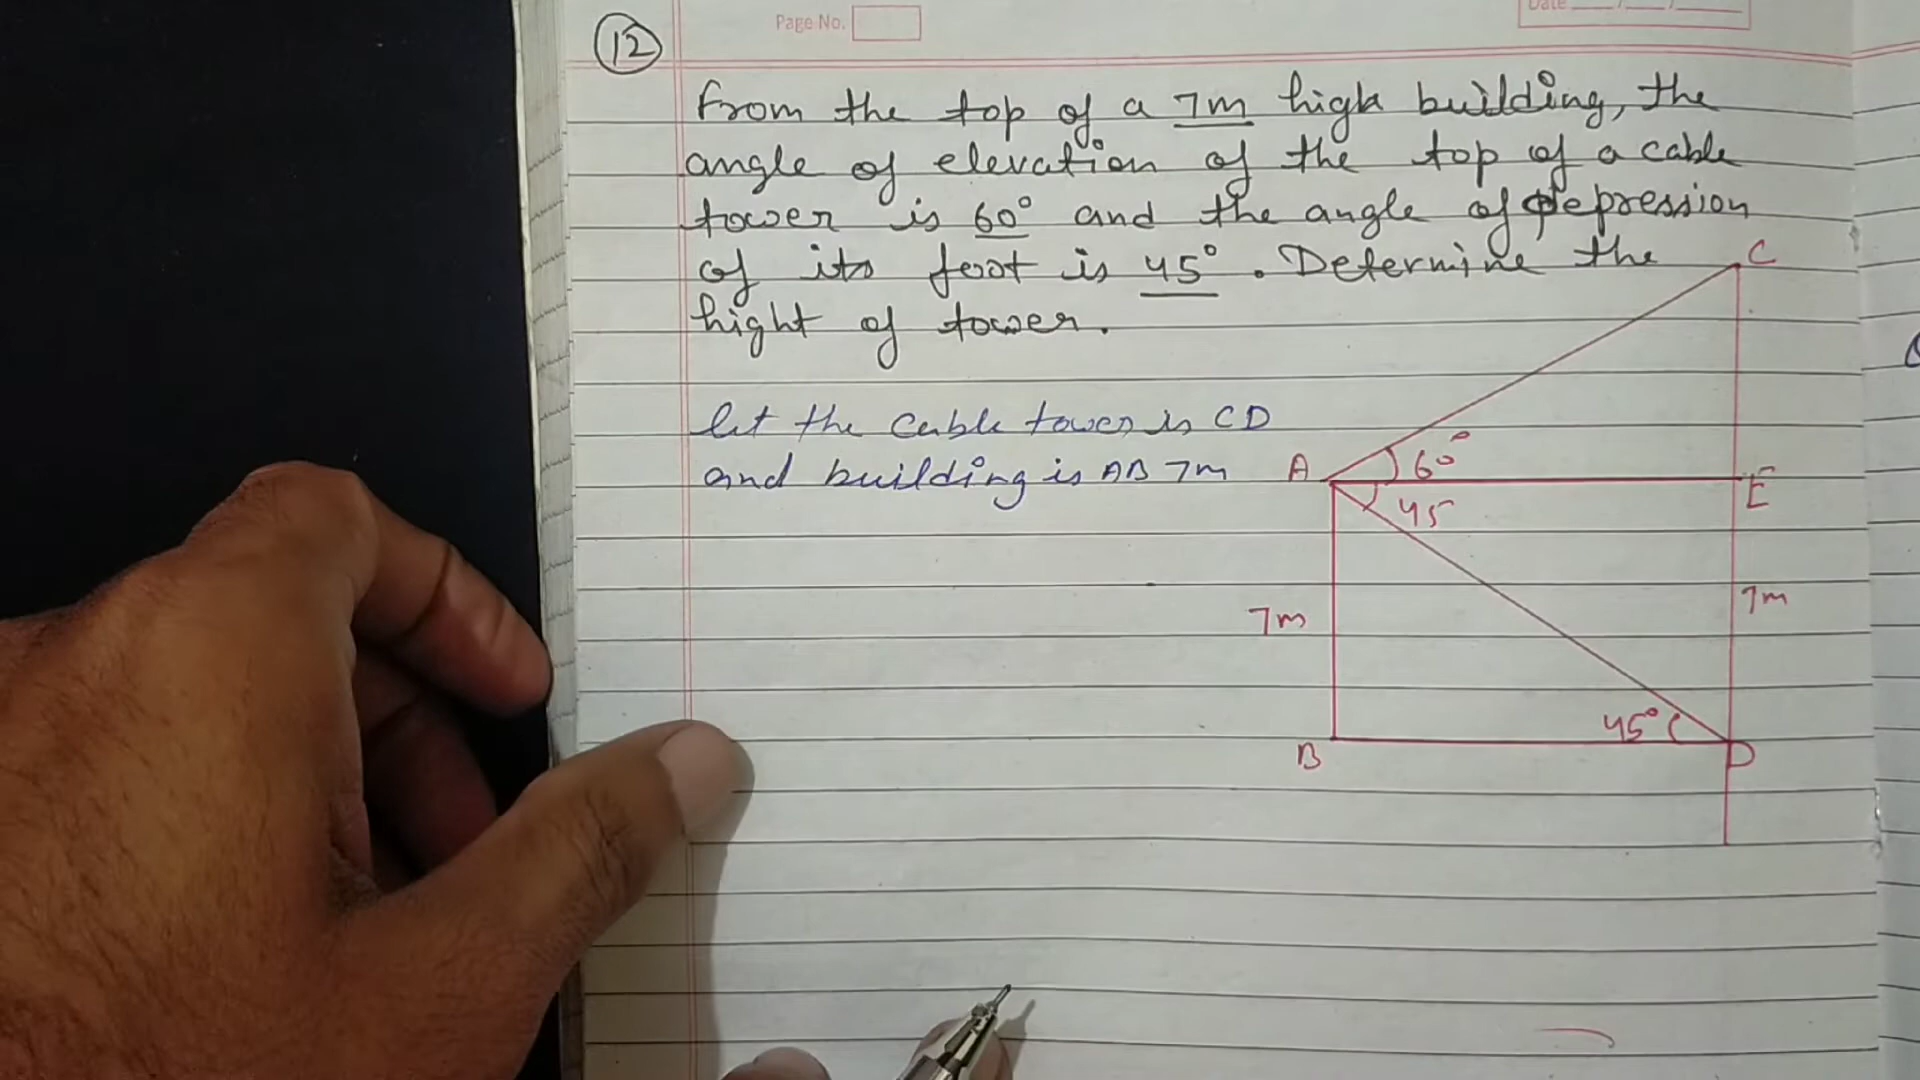 12
Page No.
Date
from the top of a 7m high building, the
angle of elevation of the top of a cable
tower is 60° and the angle of depression
of its foot is 45°. Determine the
hight of tower.
C
let the cable tower is CD
and building is AB 7m
A
60°
E
45
7m
7m
45°
B
D